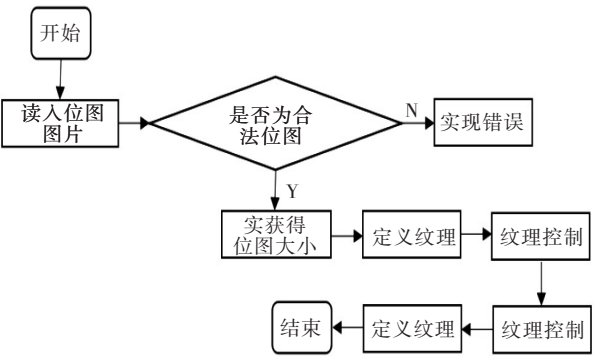 开始
读入位图
图片
是否为合
法位图
N
实现错误
Y
实获得
位图大小
定义纹理
纹理控制
纹理控制
定义纹理
结束